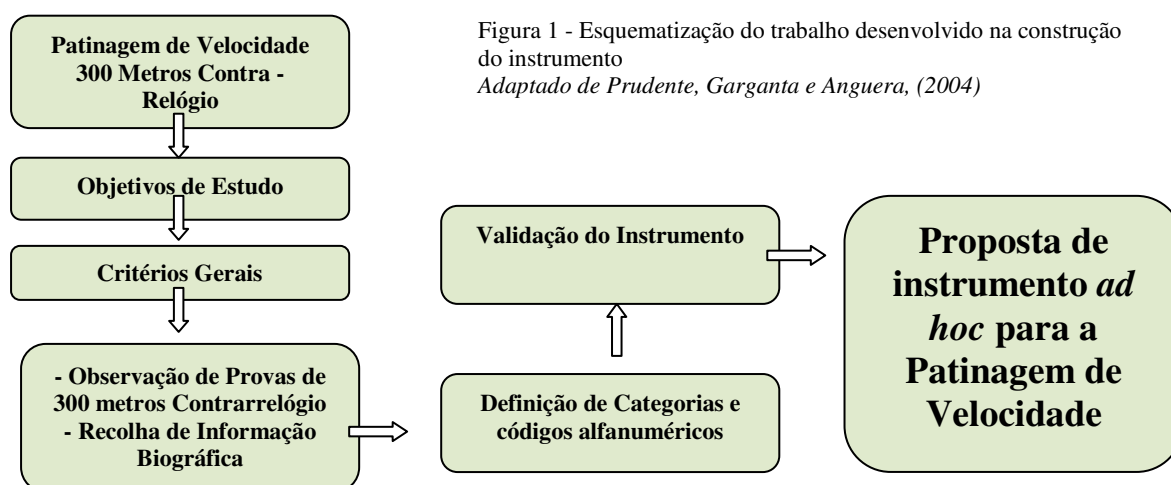 Patinagem de Velocidade
300 Metros Contra -
Relógio
Figura 1 - Esquematização do trabalho desenvolvido na construção
do instrumento
Adaptado de Prudente, Garganta e Anguera, (2004)
Objetivos de Estudo
Critérios Gerais
- Observação de Provas de
300 metros Contrarrelógio
- Recolha de Informação
Biográfica
Definição de Categorias e
códigos alfanuméricos
Validação do Instrumento
Proposta de
instrumento ad
hoc para a
Patinagem de
Velocidade